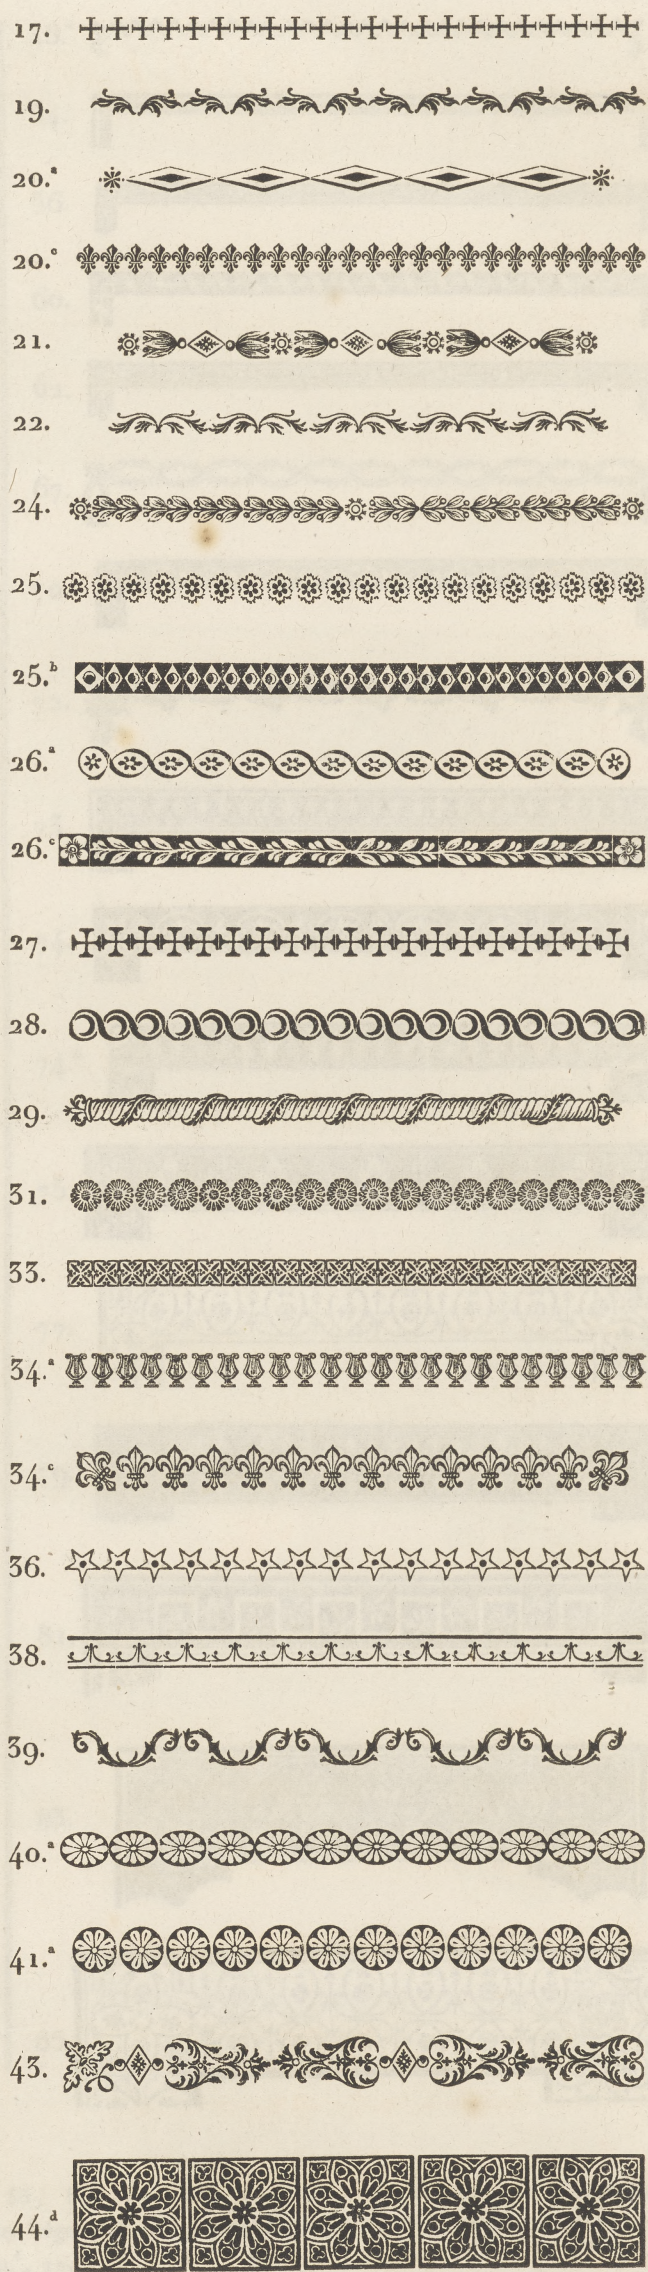 17.
19.
20.ª
20.ᶜ
21.
22.
24.
25.
25.ᵇ
26.ª
26.ᶜ
27.
28.
29.
31.
33.
34.ª
34.ᶜ
36.
38.
39.
40.ª
41.ª
43.
44.ᵈ